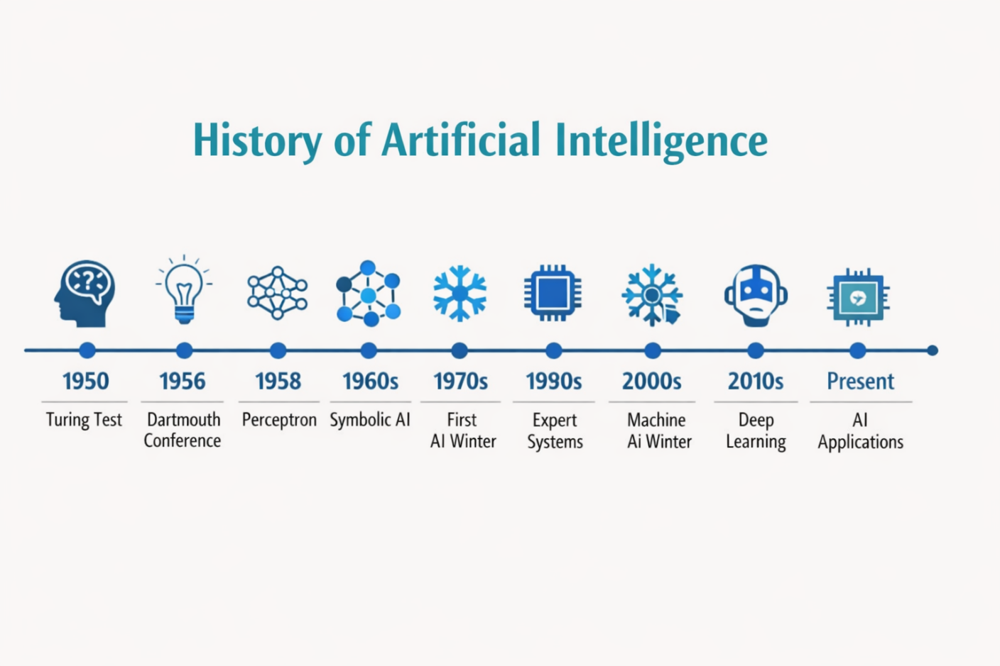 History of Artificial Intelligence
?
1950
Turing Test
1956
Dartmouth
Conference
1958
Perceptron
1960s
Symbolic AI
1970s
First
AI Winter
1990s
Expert
Systems
2000s
Machine
Ai Winter
2010s
Deep
Learning
Present
AI
Applications